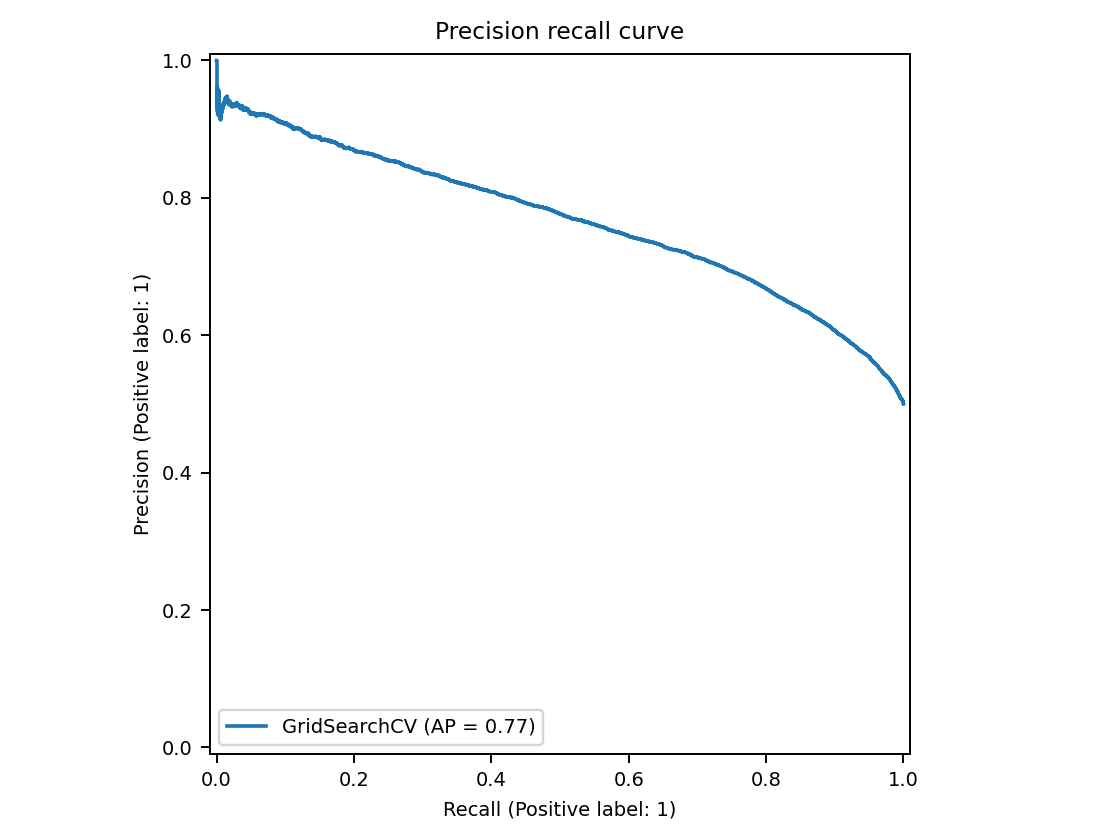 Precision recall curve
1.0
0.8
0.6
0.4
0.2
0.0
Precision (Positive label: 1)
GridSearchCV (AP = 0.77)
0.0 0.2 0.4 0.6 0.8 1.0
Recall (Positive label: 1)